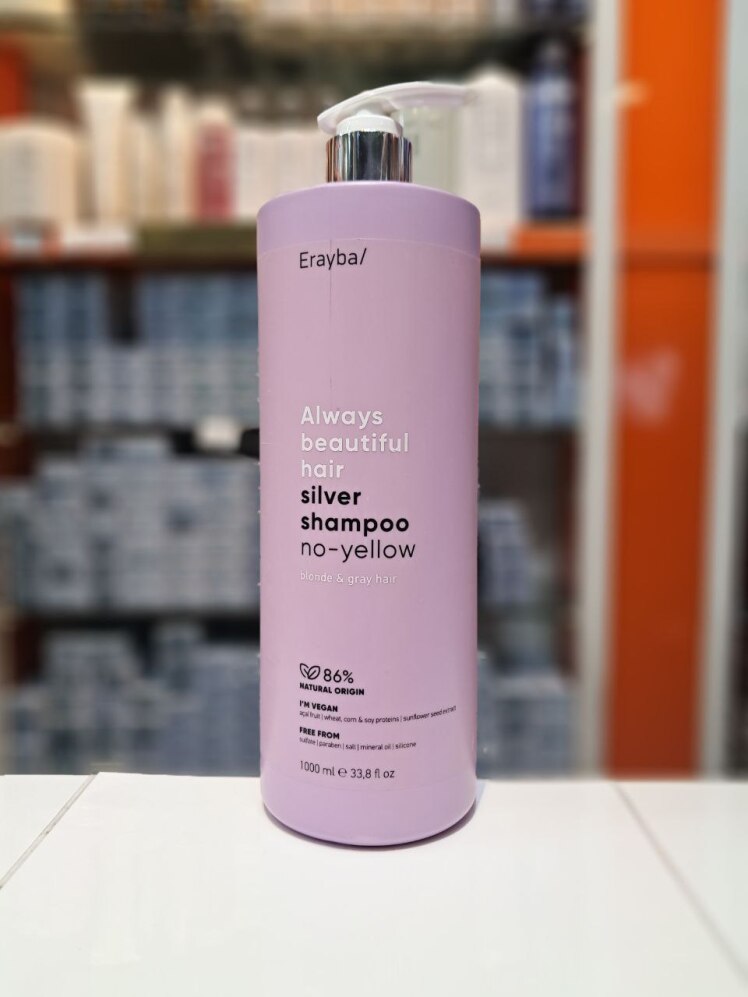 Erayba/
Always
beautiful
hair
silver
shampoo
no-yellow
blonde & gray hair
86%
NATURAL ORIGIN
I'M VEGAN
açai fruit | wheat, corn & soy proteins | sunflower seed extract
FREE FROM
sulfate | paraben | salt | mineral oil | silicone
1000 ml ℮ 33,8 fl oz